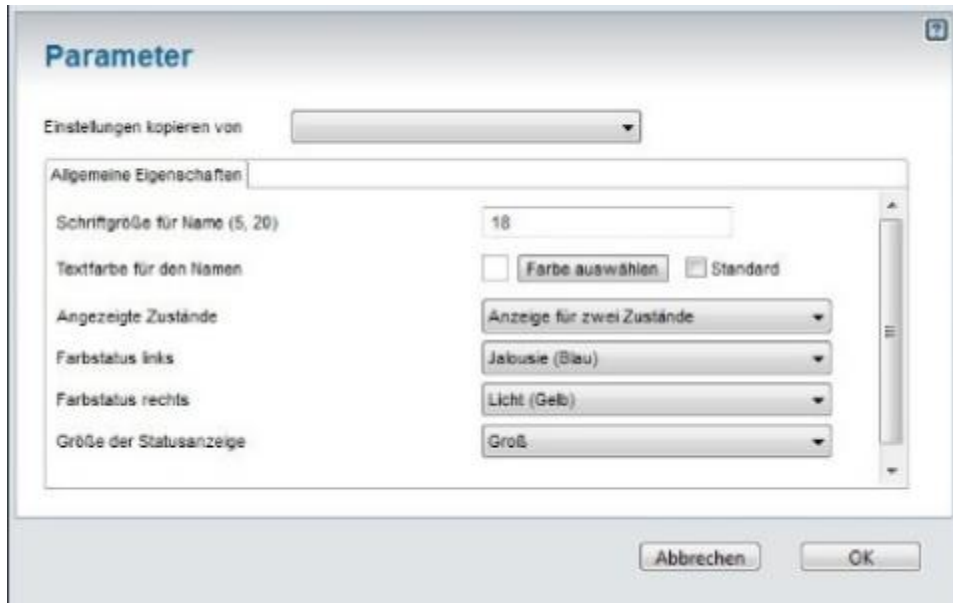 Parameter
Einstellungen kopieren von
Allgemeine Eigenschaften
Schriftgröße für Name (5, 20) 18
Textfarbe für den Namen Farbe auswählen Standard
Angezeigte Zustände Anzeige für zwei Zustände
Farbstatus links Jalousie (Blau)
Farbstatus rechts Licht (Gelb)
Größe der Statusanzeige Groß
Abbrechen OK